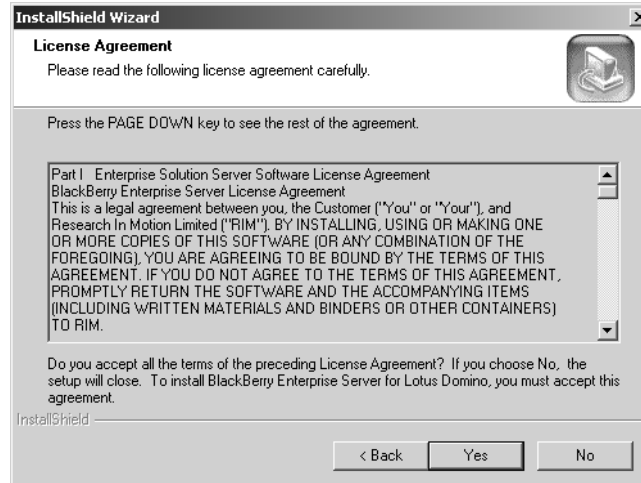 InstallShield Wizard
License Agreement
Please read the following license agreement carefully.
Press the PAGE DOWN key to see the rest of the agreement.
Part I   Enterprise Solution Server Software License Agreement
BlackBerry Enterprise Server License Agreement
This is a legal agreement between you, the Customer ("You" or "Your"), and
Research In Motion Limited ("RIM"). BY INSTALLING, USING OR MAKING ONE
OR MORE COPIES OF THIS SOFTWARE (OR ANY COMBINATION OF THE
FOREGOING), YOU ARE AGREEING TO BE BOUND BY THE TERMS OF THIS
AGREEMENT. IF YOU DO NOT AGREE TO THE TERMS OF THIS AGREEMENT,
PROMPTLY RETURN THE SOFTWARE AND THE ACCOMPANYING ITEMS
(INCLUDING WRITTEN MATERIALS AND BINDERS OR OTHER CONTAINERS)
TO RIM.
Do you accept all the terms of the preceding License Agreement?  If you choose No,  the
setup will close.  To install BlackBerry Enterprise Server for Lotus Domino, you must accept this
agreement.
InstallShield
< Back
Yes
No